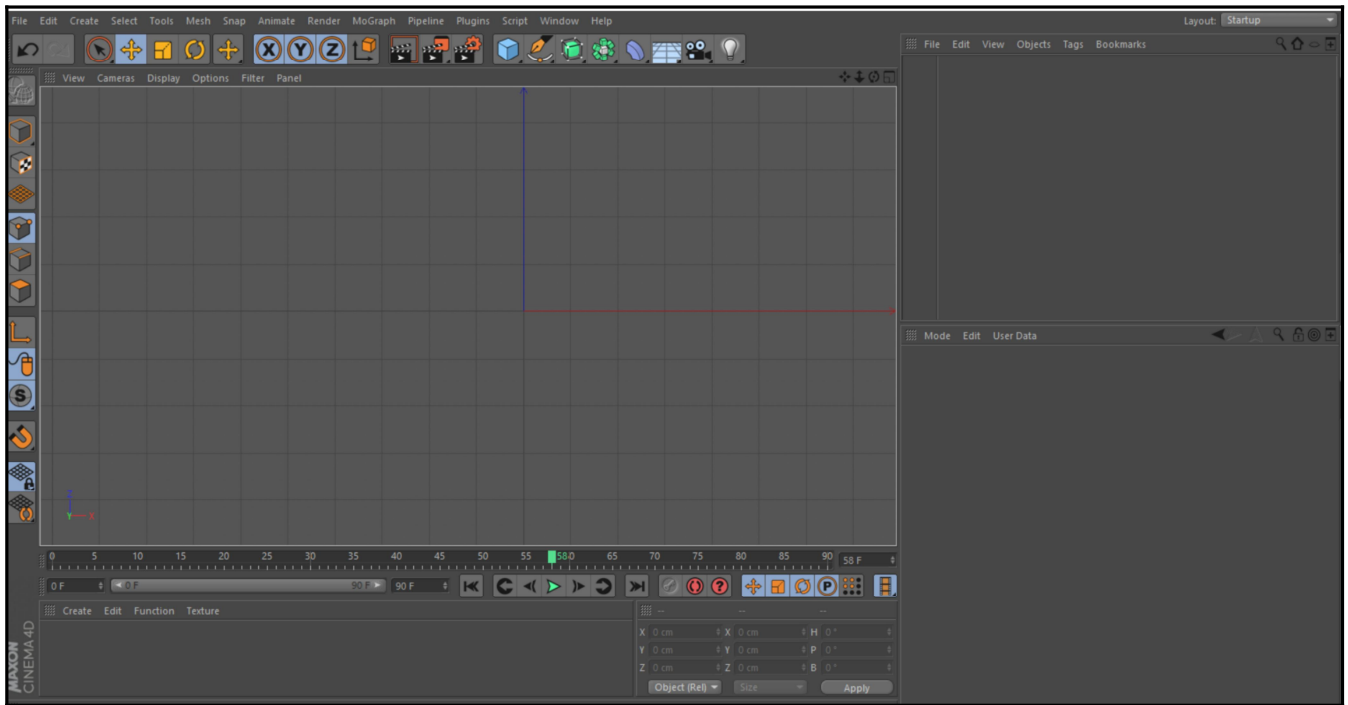 File Edit Create Select Tools Mesh Snap Animate Render MoGraph Pipeline Plugins Script Window Help Layout: Startup
X Y Z
File Edit View Objects Tags Bookmarks
View Cameras Display Options Filter Panel
S
Mode Edit User Data
Z
Y X
0 5 10 15 20 25 30 35 40 45 50 55 580 65 70 75 80 85 90 58 F
0 F 0 F 90 F 90 F ? P
Create Edit Function Texture -- -- --
X 0 cm X 0 cm H 0 °
Y 0 cm Y 0 cm P 0 °
Z 0 cm Z 0 cm B 0 °
Object (Rel) Size Apply
MAXON
CINEMA 4D